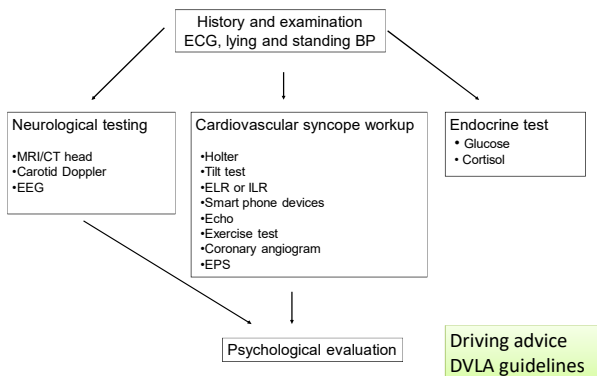 History and examination
ECG, lying and standing BP
Neurological testing
•MRI/CT head
•Carotid Doppler
•EEG
Cardiovascular syncope workup
•Holter
•Tilt test
•ELR or ILR
•Smart phone devices
•Echo
•Exercise test
•Coronary angiogram
•EPS
Endocrine test
• Glucose
• Cortisol
Psychological evaluation
Driving advice
DVLA guidelines